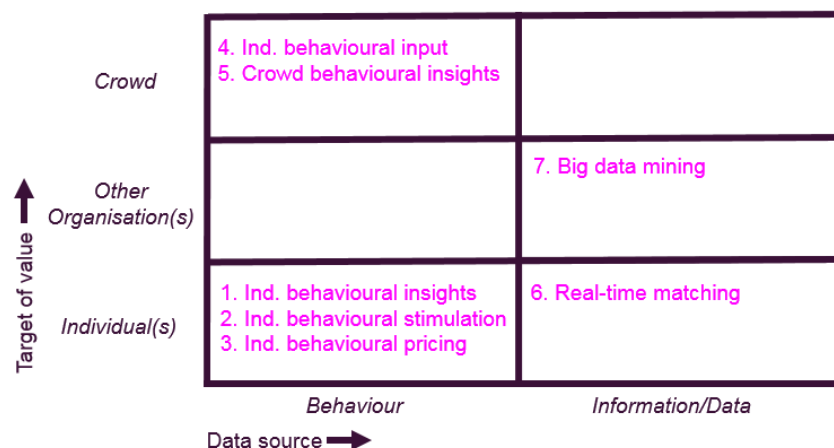 4. Ind. behavioural input
5. Crowd behavioural insights
Crowd
7. Big data mining
Other
Organisation(s)
1. Ind. behavioural insights
2. Ind. behavioural stimulation
3. Ind. behavioural pricing
6. Real-time matching
Individual(s)
Target of value
Behaviour
Information/Data
Data source